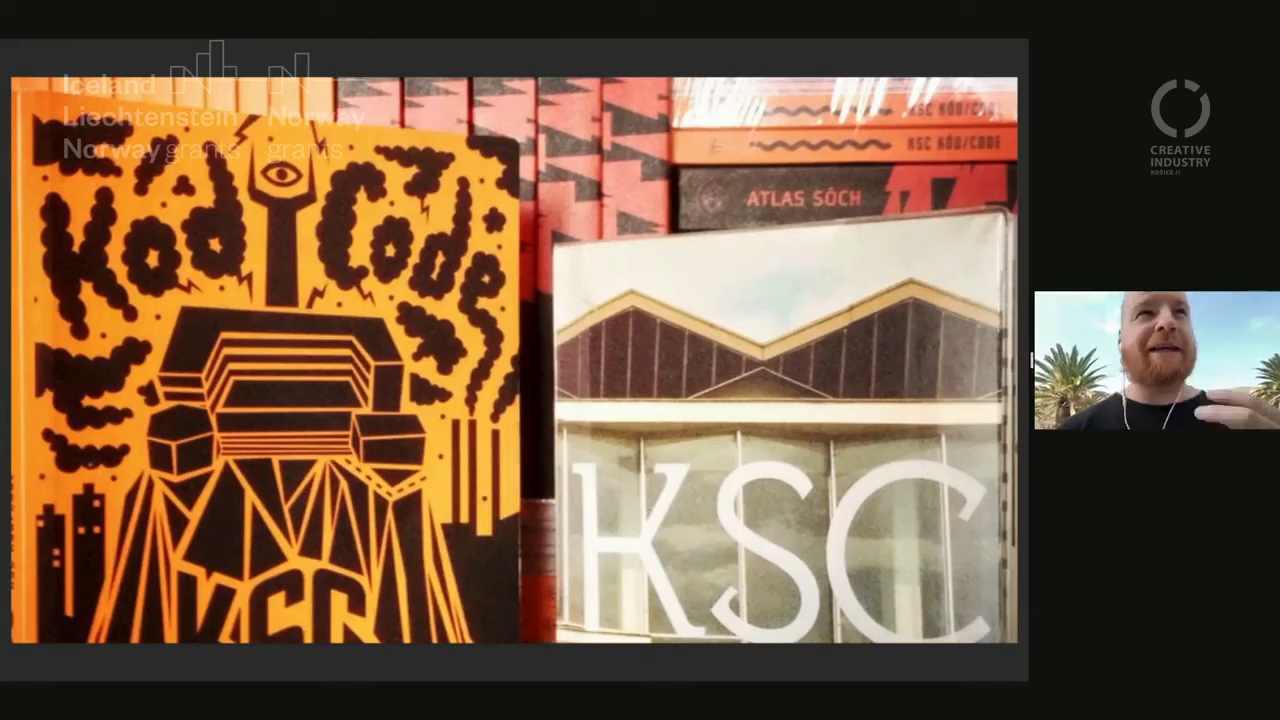 Iceland
Liechtenstein Norway
Norway grants grants
Kód Code
KSC
KSC KÓD/CODE
KSC KÓD/CODE
ATLAS SÔCH
KSC
CREATIVE
INDUSTRY
KOŠICE //